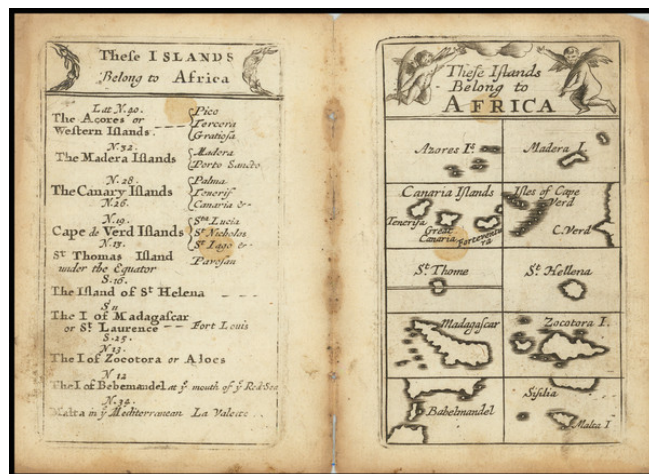 These ISLANDS
Belong to Africa
Lat N. 40.
The Acores or
Western Islands.
Pico
Tercera
Gratiosa
N. 32.
The Madera Islands
Madera
Porto Sancto
N. 28.
The Canary Islands
N. 26.
Palma
Tenerif
Canaria &c
N. 19.
Cape de Verd Islands
N. 13.
Sta Lucia
St Nicholas
St Iago &c
St Thomas Island
under the Equator
Pavosan
S. 16.
The Island of St Helena
S. 11
The I of Madagascar
or St Laurence
Fort Louis
S. 25.
N 13.
The I of Zocotora or Aloes
N 12
The I of Bebemandel at ye mouth of ye Red Sea
N. 34.
Malta in ye Mediterranean La Valette
These Islands
Belong to
AFRICA
Azores Is.
Madera I.
Canaria Islands
Tenerifa
Great
Canaria
Forteventura
Isles of Cape
Verd
C. Verd
St Thome
St Hellena
Madagascar
Zocotora I.
Babelmandel
Sisilia
Malta I